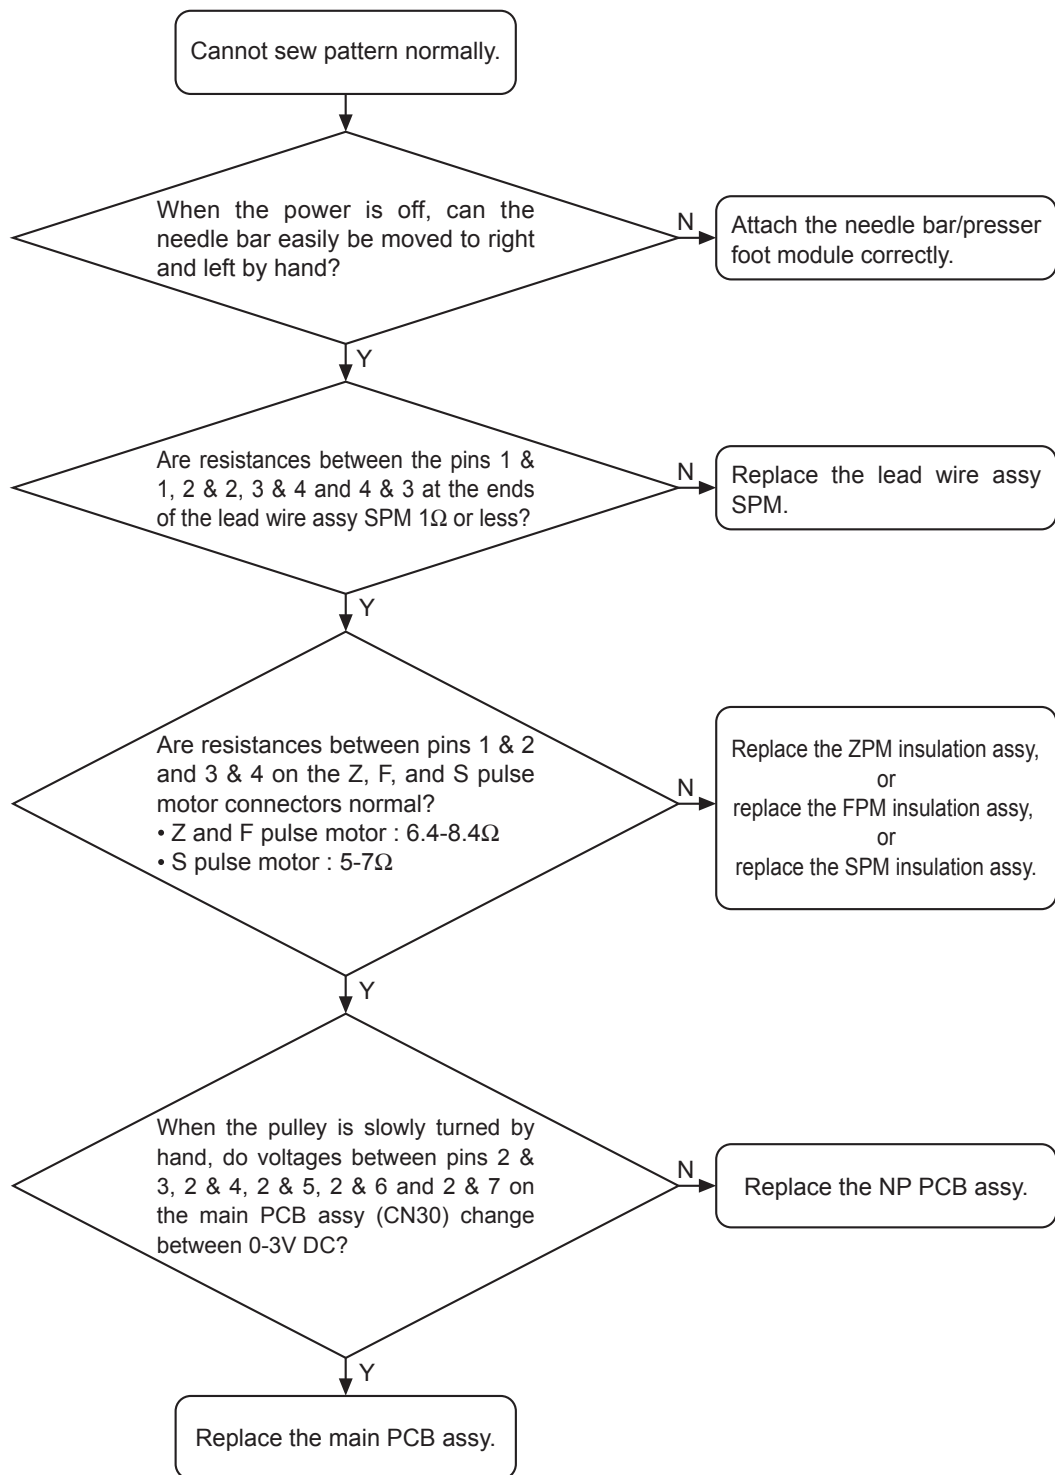 Cannot sew pattern normally.
When the power is off, can the
needle bar easily be moved to right
and left by hand?
N
Attach the needle bar/presser
foot module correctly.
Y
Are resistances between the pins 1 &
1, 2 & 2, 3 & 4 and 4 & 3 at the ends
of the lead wire assy SPM 1Ω or less?
N
Replace the lead wire assy
SPM.
Y
Are resistances between pins 1 & 2
and 3 & 4 on the Z, F, and S pulse
motor connectors normal?
• Z and F pulse motor : 6.4-8.4Ω
• S pulse motor : 5-7Ω
N
Replace the ZPM insulation assy,
or
replace the FPM insulation assy,
or
replace the SPM insulation assy.
Y
When the pulley is slowly turned by
hand, do voltages between pins 2 &
3, 2 & 4, 2 & 5, 2 & 6 and 2 & 7 on
the main PCB assy (CN30) change
between 0-3V DC?
N
Replace the NP PCB assy.
Y
Replace the main PCB assy.